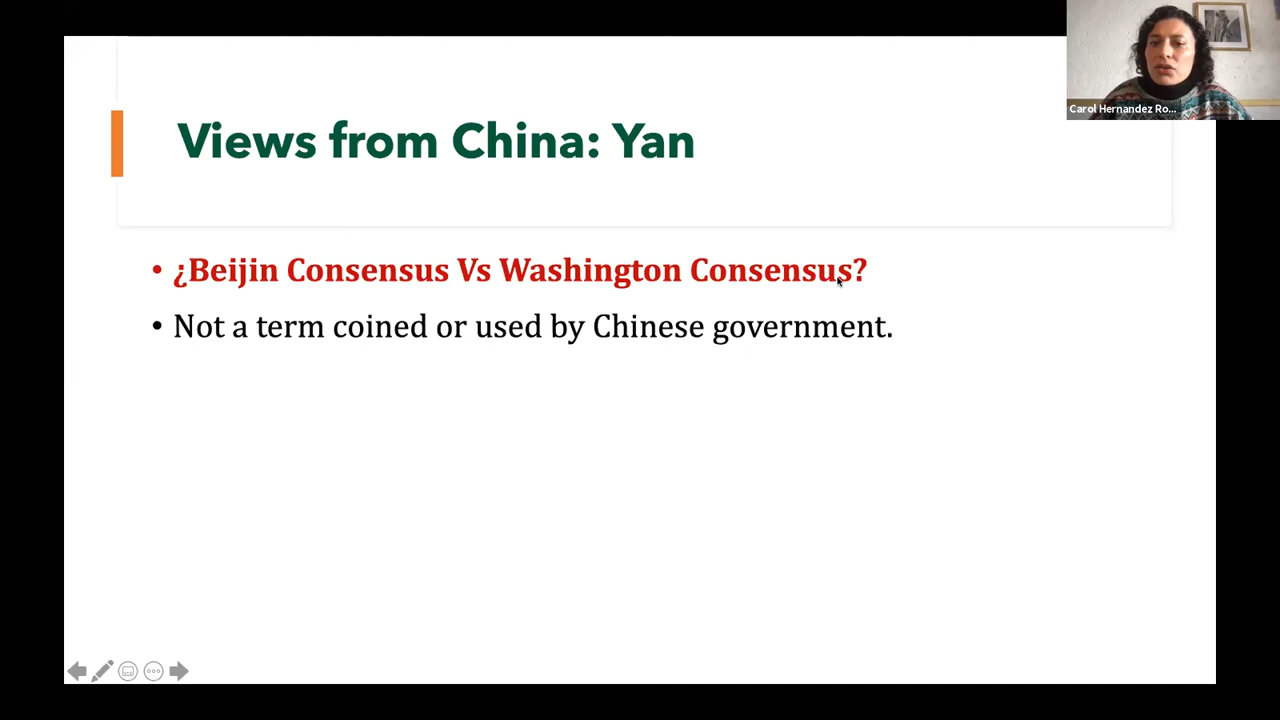 Carol Hernandez Ro...
Views from China: Yan
• ¿Beijin Consensus Vs Washington Consensus?
• Not a term coined or used by Chinese government.